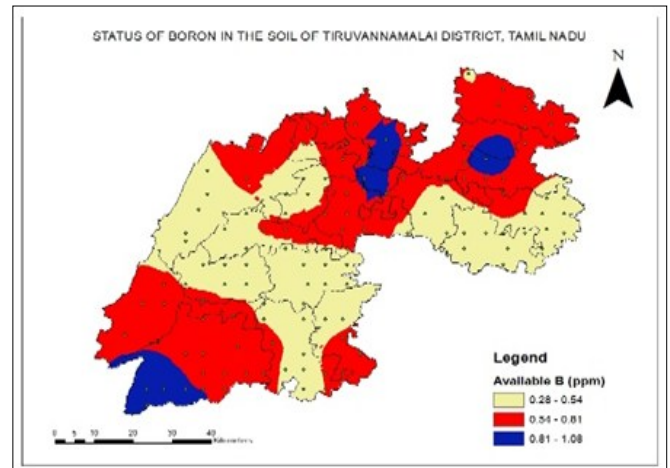 STATUS OF BORON IN THE SOIL OF TIRUVANNAMALAI DISTRICT, TAMIL NADU
N
Legend
Available B (ppm)
0.28 - 0.54
0.54 - 0.81
0.81 - 1.08
0 5 10 20 30 40